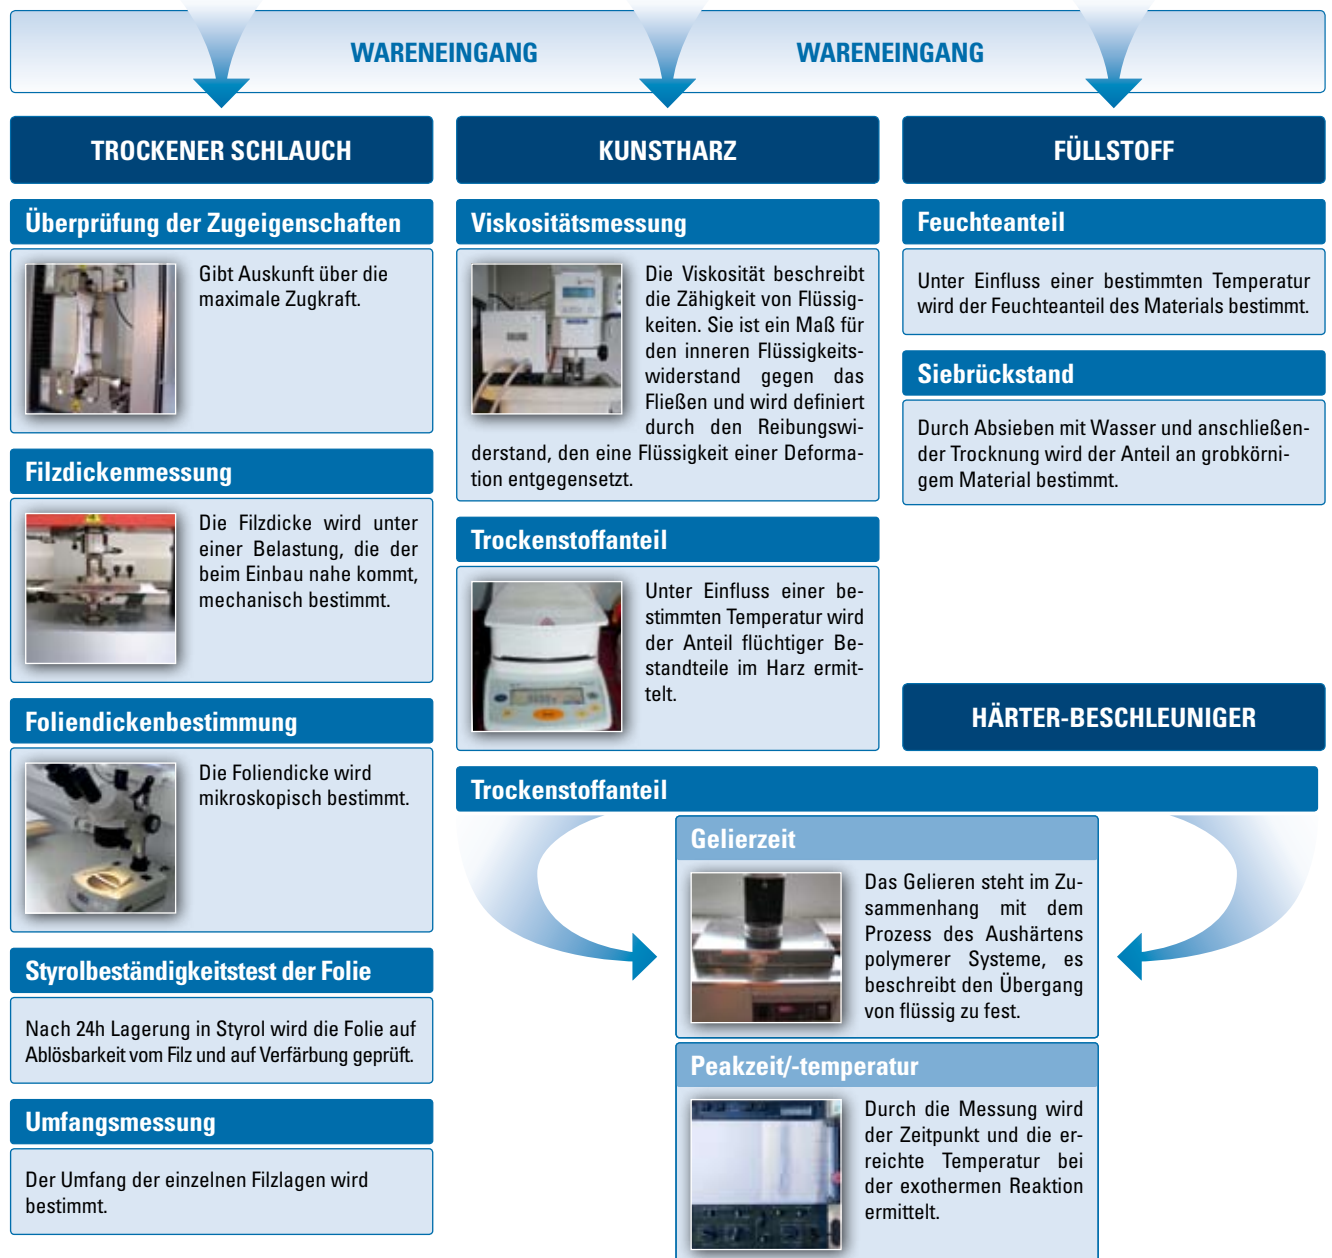 WARENEINGANG
WARENEINGANG
TROCKENER SCHLAUCH
Überprüfung der Zugeigenschaften
Gibt Auskunft über die
maximale Zugkraft.
Filzdickenmessung
Die Filzdicke wird unter
einer Belastung, die der
beim Einbau nahe kommt,
mechanisch bestimmt.
Foliendickenbestimmung
Die Foliendicke wird
mikroskopisch bestimmt.
Styrolbeständigkeitstest der Folie
Nach 24h Lagerung in Styrol wird die Folie auf
Ablösbarkeit vom Filz und auf Verfärbung geprüft.
Umfangsmessung
Der Umfang der einzelnen Filzlagen wird
bestimmt.
KUNSTHARZ
Viskositätsmessung
Die Viskosität beschreibt
die Zähigkeit von Flüssig-
keiten. Sie ist ein Maß für
den inneren Flüssigkeits-
widerstand gegen das
Fließen und wird definiert
durch den Reibungswi-
derstand, den eine Flüssigkeit einer Deforma-
tion entgegensetzt.
Trockenstoffanteil
Unter Einfluss einer be-
stimmten Temperatur wird
der Anteil flüchtiger Be-
standteile im Harz ermit-
telt.
FÜLLSTOFF
Feuchteanteil
Unter Einfluss einer bestimmten Temperatur
wird der Feuchteanteil des Materials bestimmt.
Siebrückstand
Durch Absieben mit Wasser und anschließen-
der Trocknung wird der Anteil an grobkörni-
gem Material bestimmt.
HÄRTER-BESCHLEUNIGER
Trockenstoffanteil
Gelierzeit
Das Gelieren steht im Zu-
sammenhang mit dem
Prozess des Aushärtens
polymerer Systeme, es
beschreibt den Übergang
von flüssig zu fest.
Peakzeit/-temperatur
Durch die Messung wird
der Zeitpunkt und die er-
reichte Temperatur bei
der exothermen Reaktion
ermittelt.